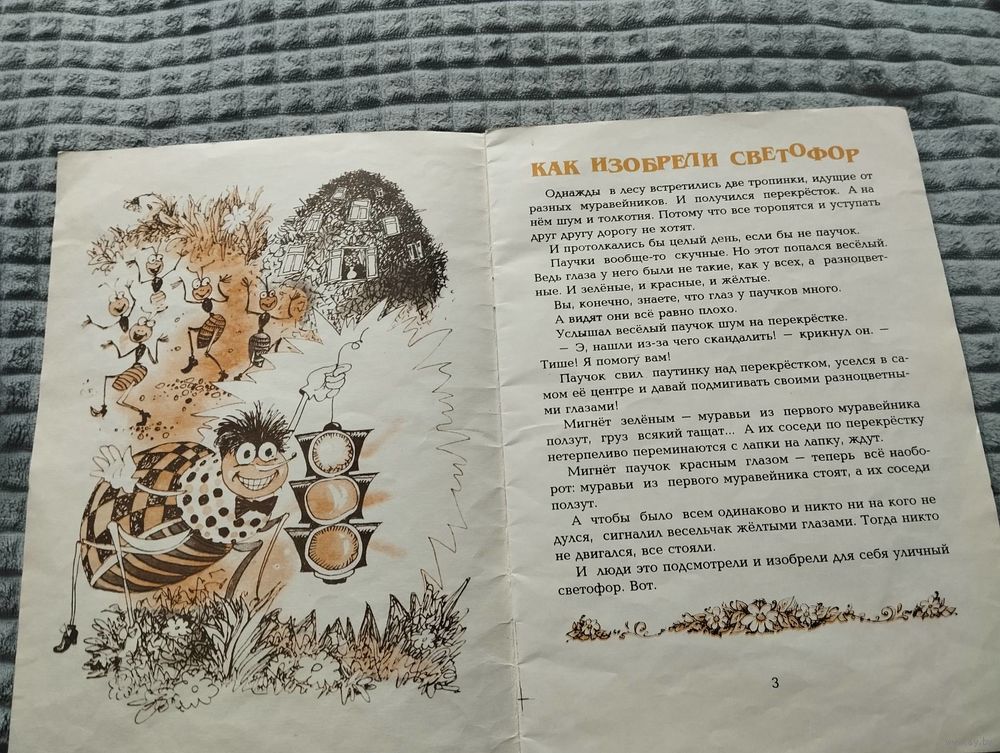 КАК ИЗОБРЕЛИ СВЕТОФОР
Однажды в лесу встретились две тропинки, идущие от
разных муравейников. И получился перекрёсток. А на
нём шум и толкотня. Потому что все торопятся и уступать
друг другу дорогу не хотят.
И протолкались бы целый день, если бы не паучок.
Паучки вообще-то скучные. Но этот попался весёлый.
Ведь глаза у него были не такие, как у всех, а разноцвет-
ные. И зелёные, и красные, и жёлтые.
Вы, конечно, знаете, что глаз у паучков много.
А видят они всё равно плохо.
Услышал весёлый паучок шум на перекрёстке.
— Э, нашли из-за чего скандалить! — крикнул он. —
Тише! Я помогу вам!
Паучок свил паутинку над перекрёстком, уселся в са-
мом её центре и давай подмигивать своими разноцветны-
ми глазами!
Мигнёт зелёным — муравьи из первого муравейника
ползут, груз всякий тащат... А их соседи по перекрёстку
нетерпеливо переминаются с лапки на лапку, ждут.
Мигнёт паучок красным глазом — теперь всё наобо-
рот: муравьи из первого муравейника стоят, а их соседи
ползут.
А чтобы было всем одинаково и никто ни на кого не
дулся, сигналил весельчак жёлтыми глазами. Тогда никто
не двигался, все стояли.
И люди это подсмотрели и изобрели для себя уличный
светофор. Вот.
3